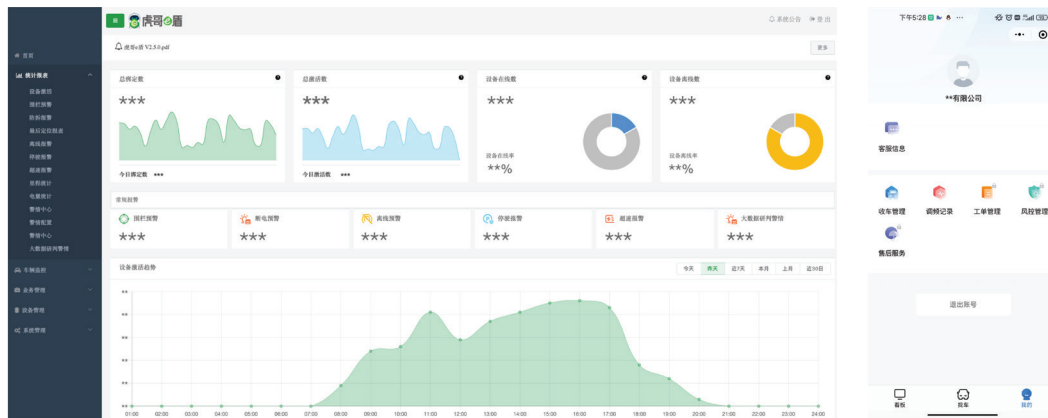 虎哥e盾
系统公告 登 出
虎哥e盾 V2.5.0.pdf
更多
首页
统计报表
设备激活
围栏预警
防拆报警
最后定位报表
离线报警
停驶报警
超速报警
里程统计
电量统计
警情中心
警情配置
警情中心
大数据研判警情
车辆监控
业务管理
设备管理
系统管理
总绑定数
***
今日绑定数 ***
总激活数
***
今日激活数 ***
设备在线数
***
设备在线率
**%
设备离线数
***
设备离线率
**%
常规报警
围栏预警
***
断电预警
***
离线预警
***
停驶报警
***
超速报警
***
大数据研判警情
***
设备激活趋势
今天 昨天 近7天 本月 上月 近30日
**
**
**
**
**
**
01:00 02:00 03:00 04:00 05:00 06:00 07:00 08:00 09:00 10:00 11:00 12:00 13:00 14:00 15:00 16:00 17:00 18:00 19:00 20:00 21:00 22:00 23:00 24:00
下午5:28
**有限公司
客服信息
收车管理 调频记录 工单管理 风控管理
售后服务
退出账号
看板 找车 我的